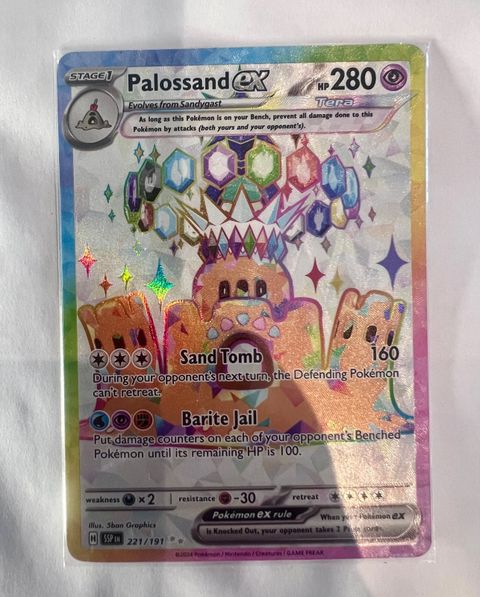 STAGE 1 Palossand ex HP 280
Evolves from Sandygast Tera
As long as this Pokémon is on your Bench, prevent all damage done to this
Pokémon by attacks (both yours and your opponent's).
Sand Tomb 160
During your opponent's next turn, the Defending Pokémon
can't retreat.
Barite Jail
Put damage counters on each of your opponent's Benched
Pokémon until its remaining HP is 100.
weakness ×2 resistance -30 retreat
Pokémon ex rule When your Pokémon ex
is Knocked Out, your opponent takes 2 Prize cards.
Illus. 5ban Graphics
H SSP EN 221/191
©2024 Pokémon / Nintendo / Creatures / GAME FREAK